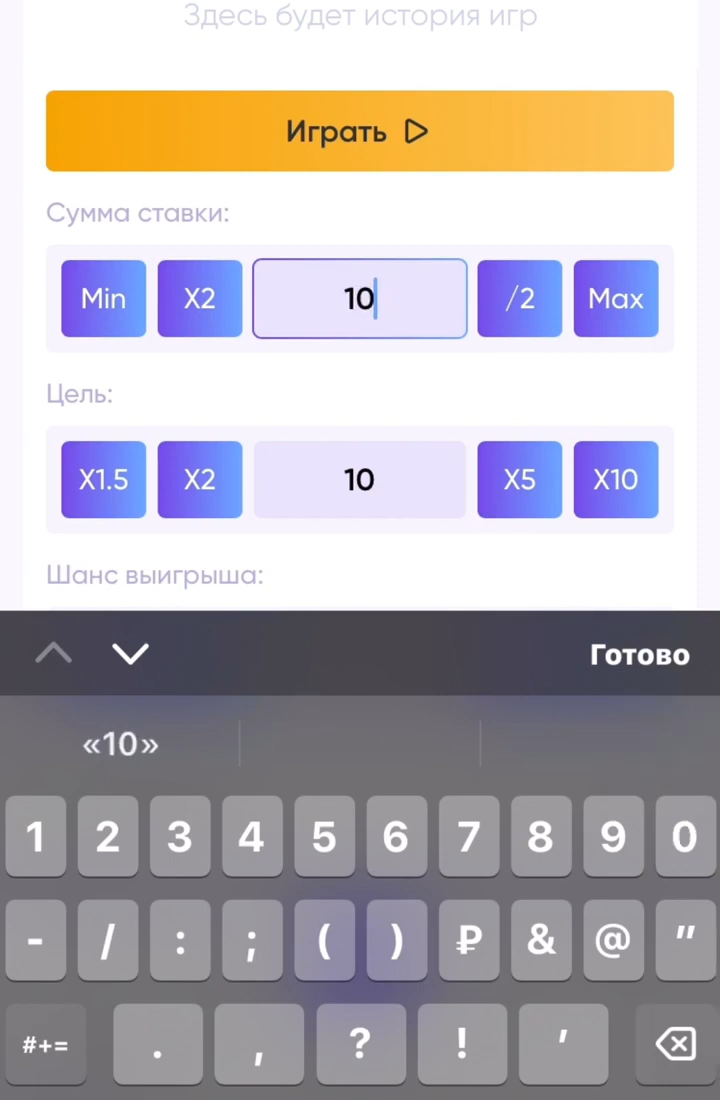 Здесь будет история игр
Играть
Сумма ставки:
Min X2 10 /2 Max
Цель:
X1.5 X2 10 X5 X10
Шанс выигрыша:
Готово
«10»
1 2 3 4 5 6 7 8 9 0
- / : ; ( ) ₽ & @ "
#+= . , ? ! '